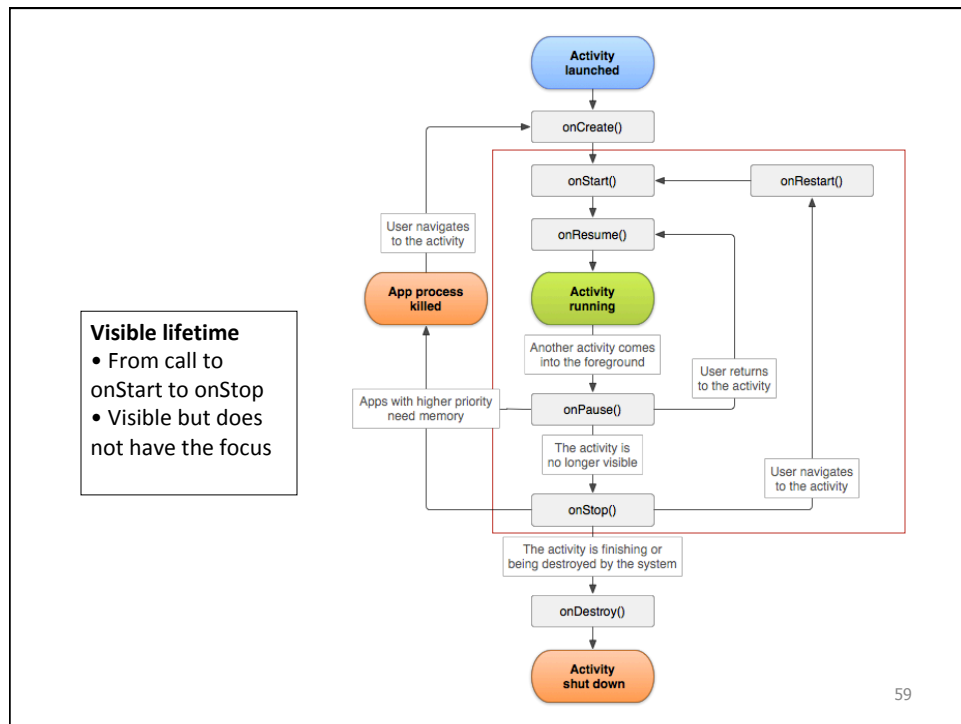 Activity
launched
onCreate()
onStart()
onRestart()
User navigates
to the activity
onResume()
App process
killed
Activity
running
Visible lifetime
• From call to
onStart to onStop
• Visible but does
not have the focus
Another activity comes
into the foreground
User returns
to the activity
Apps with higher priority
need memory
onPause()
The activity is
no longer visible
User navigates
to the activity
onStop()
The activity is finishing or
being destroyed by the system
onDestroy()
Activity
shut down
59